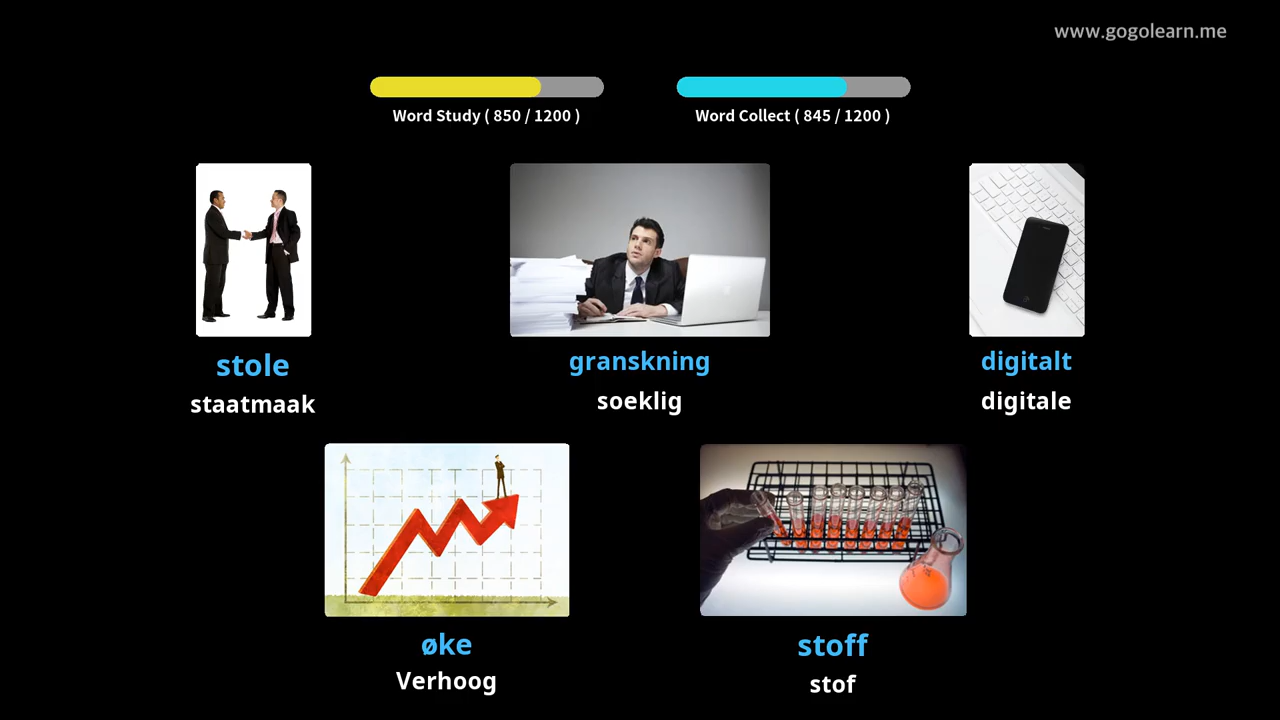 www.gogolearn.me
Word Study ( 850 / 1200 )
Word Collect ( 845 / 1200 )
stole
granskning
digitalt
staatmaak
soeklig
digitale
øke
stoff
Verhoog
stof